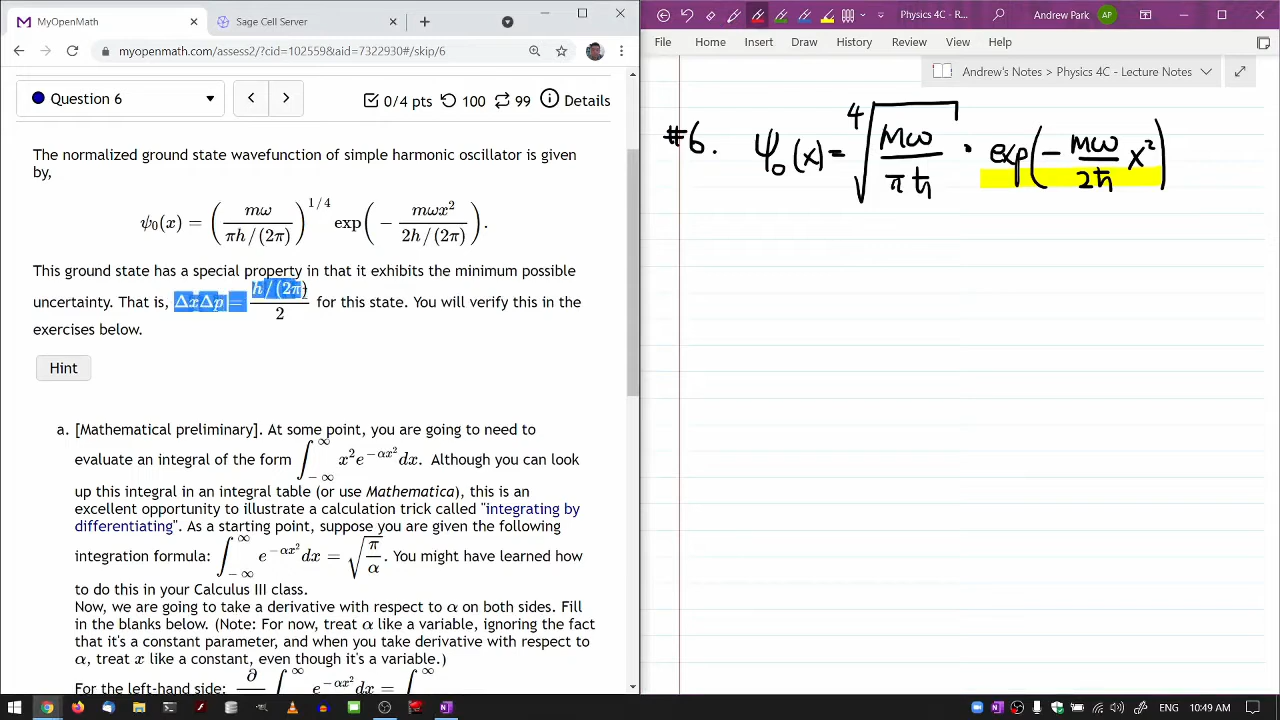 MyOpenMath
Sage Cell Server
myopenmath.com/assess2/?cid=102559&aid=7322930#/skip/6
Question 6
0/4 pts 100 99 Details
The normalized ground state wavefunction of simple harmonic oscillator is given
by,
ψ₀(x) = (mω / πh/(2π))^1/4 exp(− mωx² / 2h/(2π)).
This ground state has a special property in that it exhibits the minimum possible
uncertainty. That is, ΔxΔp = h/(2π) / 2 for this state. You will verify this in the
exercises below.
Hint
a. [Mathematical preliminary]. At some point, you are going to need to
evaluate an integral of the form ∫_−∞^∞ x²e^−αx² dx. Although you can look
up this integral in an integral table (or use Mathematica), this is an
excellent opportunity to illustrate a calculation trick called "integrating by
differentiating". As a starting point, suppose you are given the following
integration formula: ∫_−∞^∞ e^−αx² dx = √(π/α). You might have learned how
to do this in your Calculus III class.
Now, we are going to take a derivative with respect to α on both sides. Fill
in the blanks below. (Note: For now, treat α like a variable, ignoring the fact
that it's a constant parameter, and when you take derivative with respect to
α, treat x like a constant, even though it's a variable.)
For the left-hand side: ∂ ∫^∞ e^−αx² dx = ∫^∞
Physics 4C - R...
Andrew Park AP
File Home Insert Draw History Review View Help
Andrew's Notes > Physics 4C - Lecture Notes
#6. ψ₀(x) = ⁴√(mω / πħ) · exp(− mω / 2ħ x²)
10:49 AM